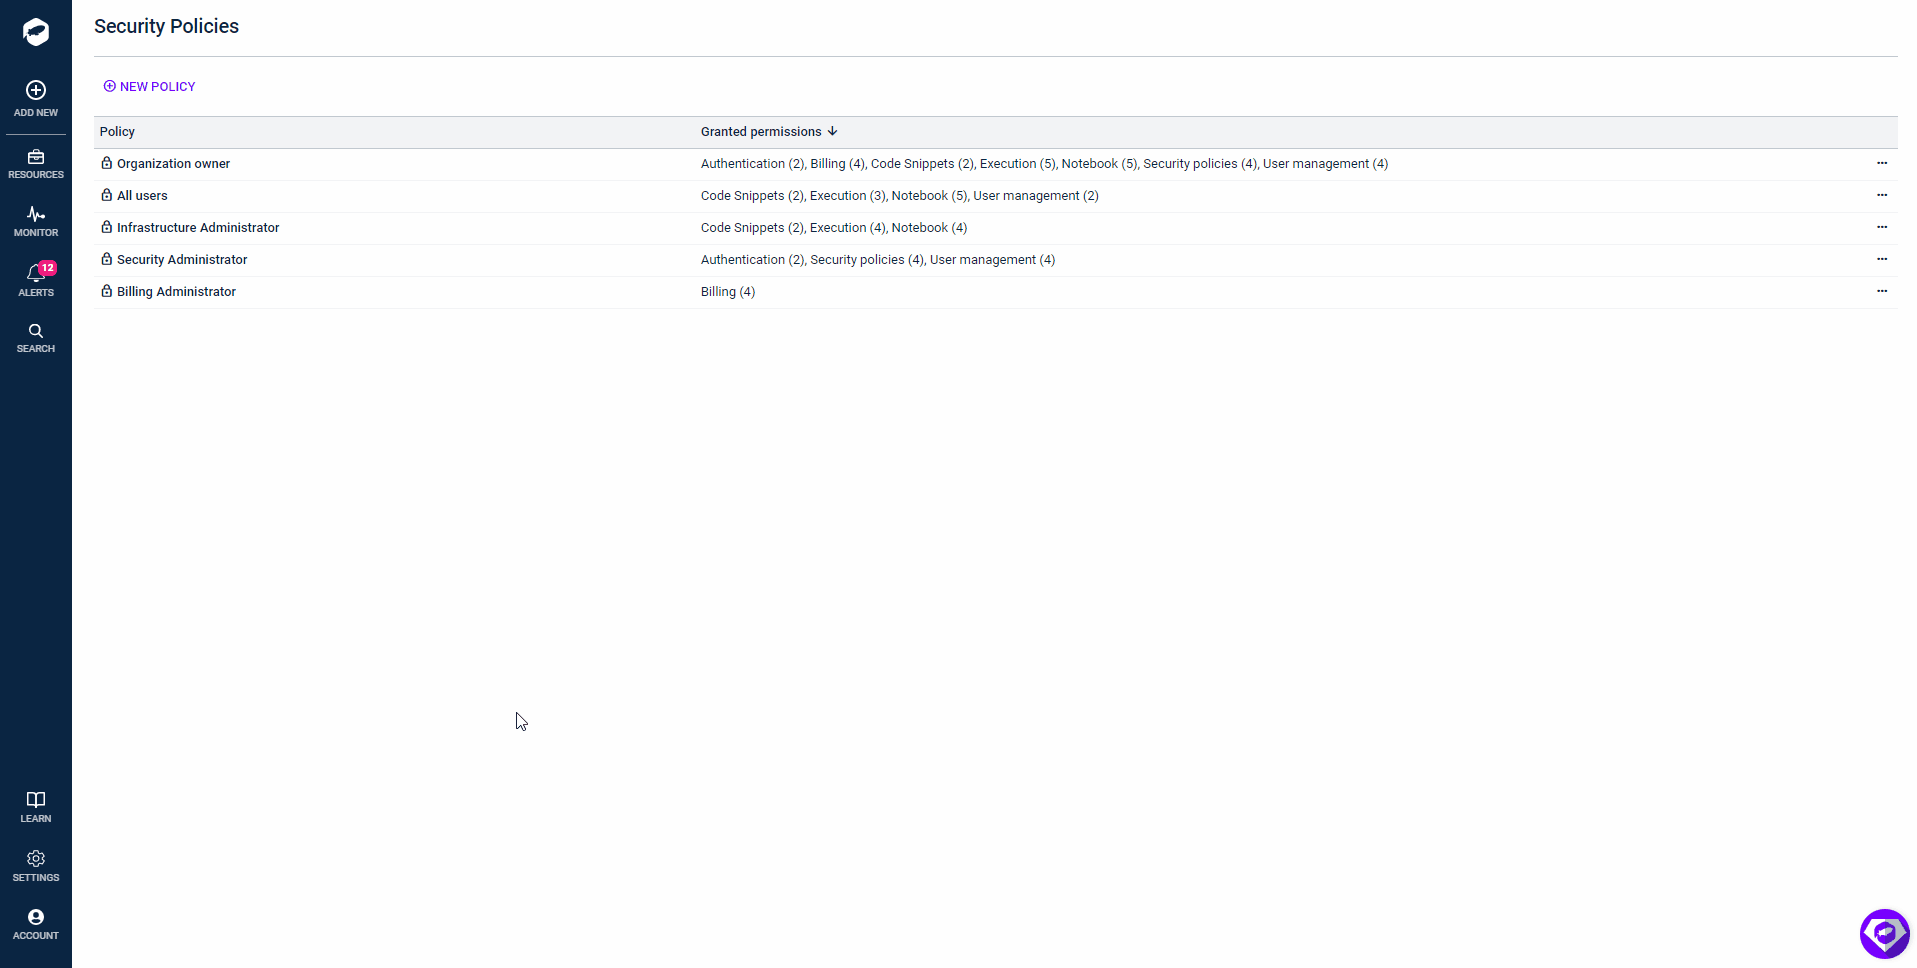 Security Policies
NEW POLICY
ADD NEW
Policy Granted permissions
Organization owner Authentication (2), Billing (4), Code Snippets (2), Execution (5), Notebook (5), Security policies (4), User management (4)
RESOURCES
All users Code Snippets (2), Execution (3), Notebook (5), User management (2)
Infrastructure Administrator Code Snippets (2), Execution (4), Notebook (4)
MONITOR
Security Administrator Authentication (2), Security policies (4), User management (4)
12
ALERTS
Billing Administrator Billing (4)
SEARCH
LEARN
SETTINGS
ACCOUNT